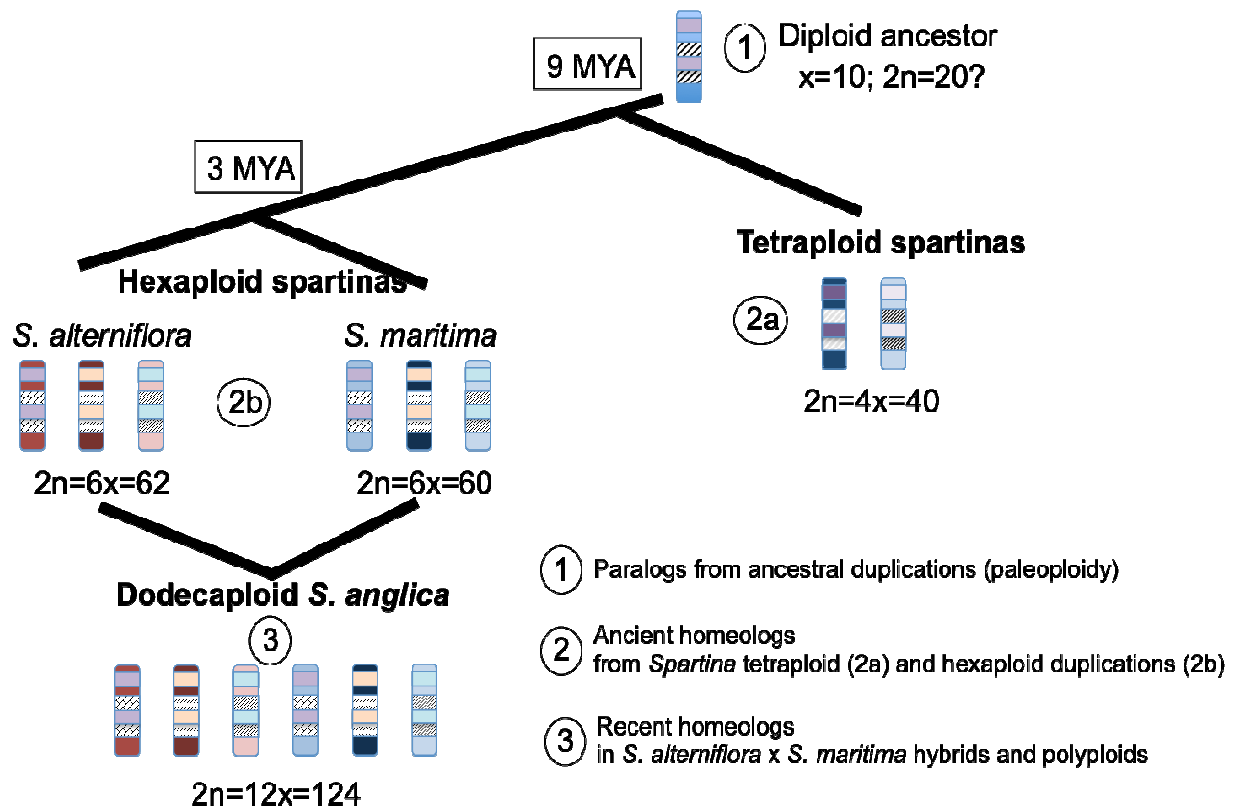 9 MYA
1 Diploid ancestor
x=10; 2n=20?
3 MYA
Tetraploid spartinas
Hexaploid spartinas
2a
S. alterniflora
S. maritima
2b
2n=4x=40
2n=6x=62
2n=6x=60
Dodecaploid S. anglica
3
2n=12x=124
1 Paralogs from ancestral duplications (paleoploidy)
2 Ancient homeologs
from Spartina tetraploid (2a) and hexaploid duplications (2b)
3 Recent homeologs
in S. alterniflora x S. maritima hybrids and polyploids